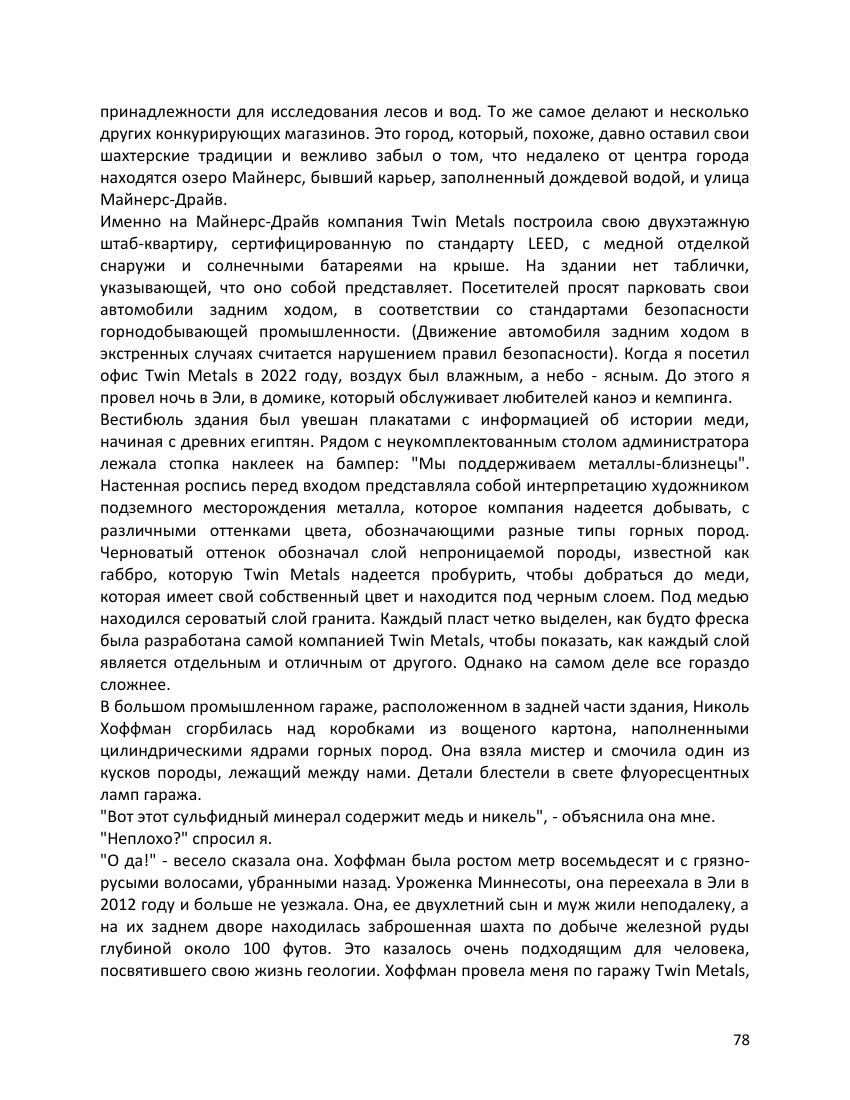 принадлежности для исследования лесов и вод. То же самое делают и несколько
других конкурирующих магазинов. Это город, который, похоже, давно оставил свои
шахтерские традиции и вежливо забыл о том, что недалеко от центра города
находятся озеро Майнерс, бывший карьер, заполненный дождевой водой, и улица
Майнерс-Драйв.
Именно на Майнерс-Драйв компания Twin Metals построила свою двухэтажную
штаб-квартиру, сертифицированную по стандарту LEED, с медной отделкой
снаружи и солнечными батареями на крыше. На здании нет таблички,
указывающей, что оно собой представляет. Посетителей просят парковать свои
автомобили задним ходом, в соответствии со стандартами безопасности
горнодобывающей промышленности. (Движение автомобиля задним ходом в
экстренных случаях считается нарушением правил безопасности). Когда я посетил
офис Twin Metals в 2022 году, воздух был влажным, а небо - ясным. До этого я
провел ночь в Эли, в домике, который обслуживает любителей каноэ и кемпинга.
Вестибюль здания был увешан плакатами с информацией об истории меди,
начиная с древних египтян. Рядом с неукомплектованным столом администратора
лежала стопка наклеек на бампер: "Мы поддерживаем металлы-близнецы".
Настенная роспись перед входом представляла собой интерпретацию художником
подземного месторождения металла, которое компания надеется добывать, с
различными оттенками цвета, обозначающими разные типы горных пород.
Черноватый оттенок обозначал слой непроницаемой породы, известной как
габбро, которую Twin Metals надеется пробурить, чтобы добраться до меди,
которая имеет свой собственный цвет и находится под черным слоем. Под медью
находился сероватый слой гранита. Каждый пласт четко выделен, как будто фреска
была разработана самой компанией Twin Metals, чтобы показать, как каждый слой
является отдельным и отличным от другого. Однако на самом деле все гораздо
сложнее.
В большом промышленном гараже, расположенном в задней части здания, Николь
Хоффман сгорбилась над коробками из вощеного картона, наполненными
цилиндрическими ядрами горных пород. Она взяла мистер и смочила один из
кусков породы, лежащий между нами. Детали блестели в свете флуоресцентных
ламп гаража.
"Вот этот сульфидный минерал содержит медь и никель", - объяснила она мне.
"Неплохо?" спросил я.
"О да!" - весело сказала она. Хоффман была ростом метр восемьдесят и с грязно-
русыми волосами, убранными назад. Уроженка Миннесоты, она переехала в Эли в
2012 году и больше не уезжала. Она, ее двухлетний сын и муж жили неподалеку, а
на их заднем дворе находилась заброшенная шахта по добыче железной руды
глубиной около 100 футов. Это казалось очень подходящим для человека,
посвятившего свою жизнь геологии. Хоффман провела меня по гаражу Twin Metals,
78